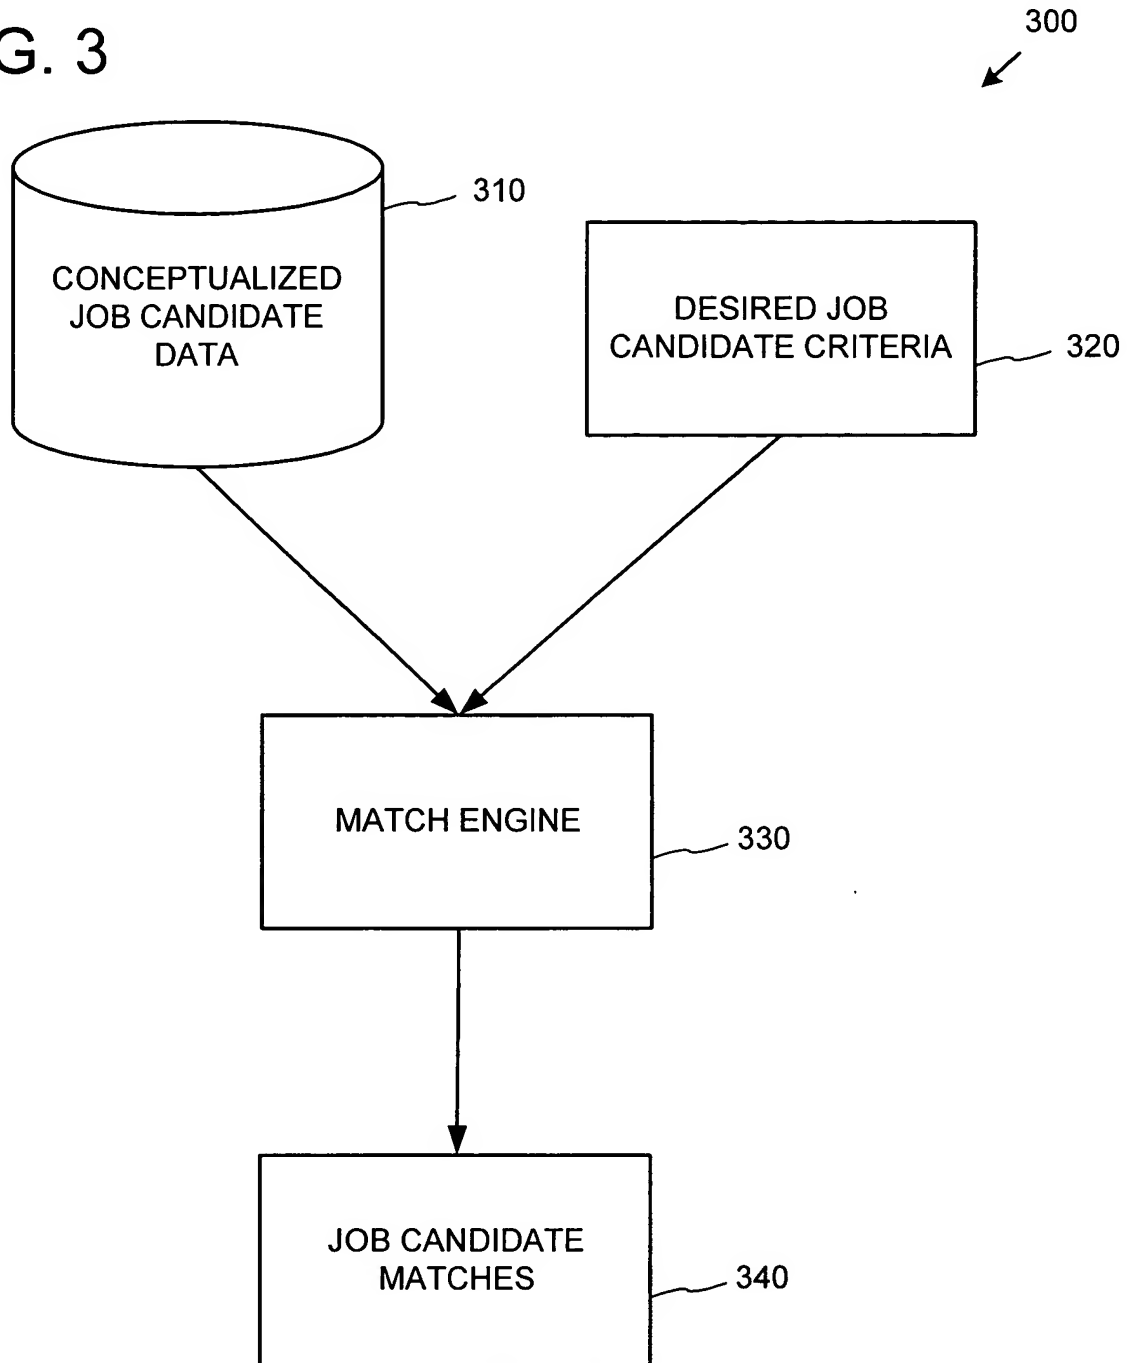 G. 3
300
310
CONCEPTUALIZED
JOB CANDIDATE
DATA
DESIRED JOB
CANDIDATE CRITERIA
320
MATCH ENGINE
330
JOB CANDIDATE
MATCHES
340